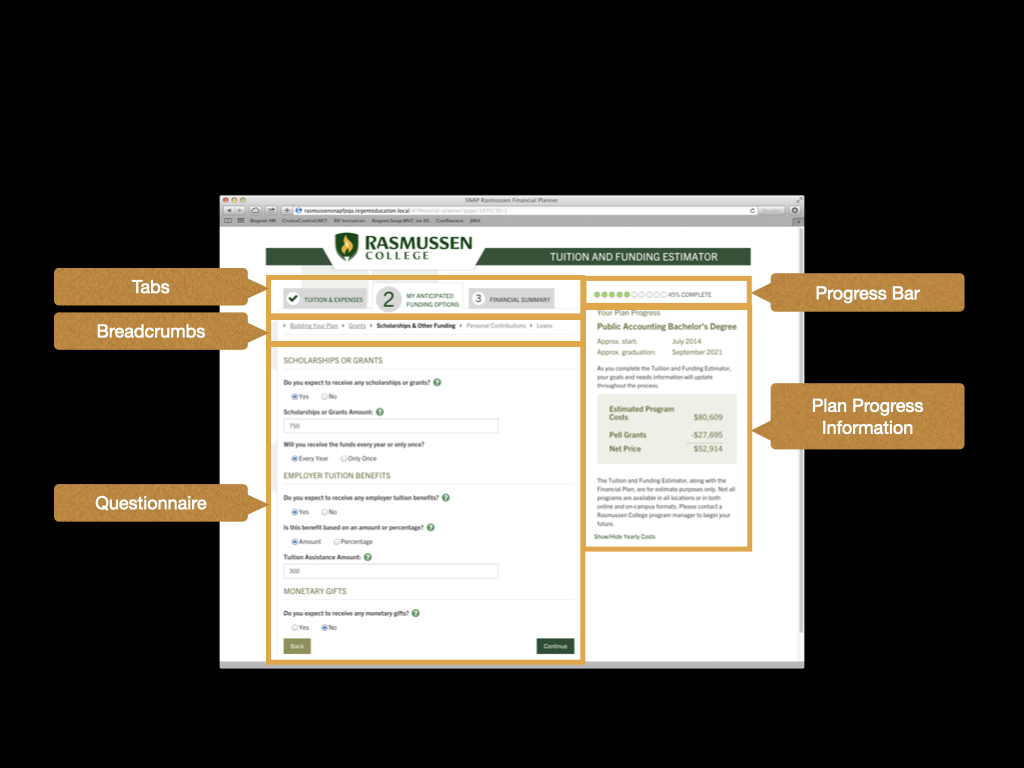 SNAP Rasmussen Financial Planner
rasmussensnapfpqa.regenteducation.local
Reader
Regent HR CruiseControl.NET RR Instances Regent.Snap.MVC on IIS Confluence JIRA
RASMUSSEN
COLLEGE
TUITION AND FUNDING ESTIMATOR
Tabs
TUITION & EXPENSES
2
MY ANTICIPATED
FUNDING OPTIONS
3
FINANCIAL SUMMARY
45% COMPLETE
Progress Bar
Breadcrumbs
Building Your Plan Grants Scholarships & Other Funding Personal Contributions Loans
Questionnaire
SCHOLARSHIPS OR GRANTS
Do you expect to receive any scholarships or grants? ?
Yes No
Scholarships or Grants Amount: ?
750
Will you receive the funds every year or only once?
Every Year Only Once
EMPLOYER TUITION BENEFITS
Do you expect to receive any employer tuition benefits? ?
Yes No
Is this benefit based on an amount or percentage? ?
Amount Percentage
Tuition Assistance Amount: ?
300
MONETARY GIFTS
Do you expect to receive any monetary gifts? ?
Yes No
Back
Continue
Your Plan Progress
Public Accounting Bachelor's Degree
Approx. start: July 2014
Approx. graduation: September 2021
As you complete the Tuition and Funding Estimator,
your goals and needs information will update
throughout the process.
Estimated Program
Costs $80,609
Pell Grants -$27,695
Net Price $52,914
The Tuition and Funding Estimator, along with the
Financial Plan, are for estimate purposes only. Not all
programs are available in all locations or in both
online and on-campus formats. Please contact a
Rasmussen College program manager to begin your
future.
Show/Hide Yearly Costs
Plan Progress
Information